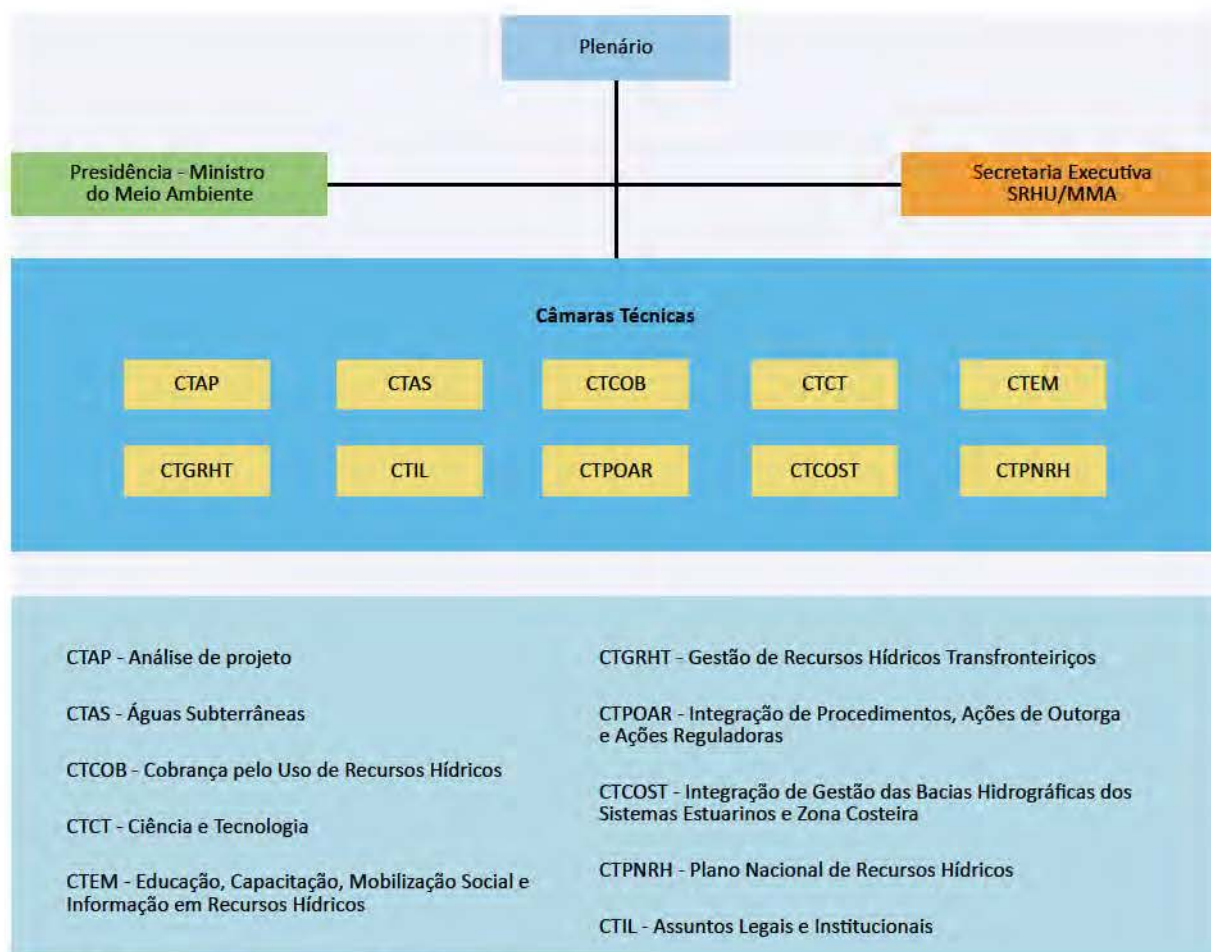 Plenário
Presidência - Ministro
do Meio Ambiente
Secretaria Executiva
SRHU/MMA
Câmaras Técnicas
CTAP
CTAS
CTCOB
CTCT
CTEM
CTGRHT
CTIL
CTPOAR
CTCOST
CTPNRH
CTAP - Análise de projeto
CTAS - Águas Subterrâneas
CTCOB - Cobrança pelo Uso de Recursos Hídricos
CTCT - Ciência e Tecnologia
CTEM - Educação, Capacitação, Mobilização Social e
Informação em Recursos Hídricos
CTGRHT - Gestão de Recursos Hídricos Transfronteiriços
CTPOAR - Integração de Procedimentos, Ações de Outorga
e Ações Reguladoras
CTCOST - Integração de Gestão das Bacias Hidrográficas dos
Sistemas Estuarinos e Zona Costeira
CTPNRH - Plano Nacional de Recursos Hídricos
CTIL - Assuntos Legais e Institucionais